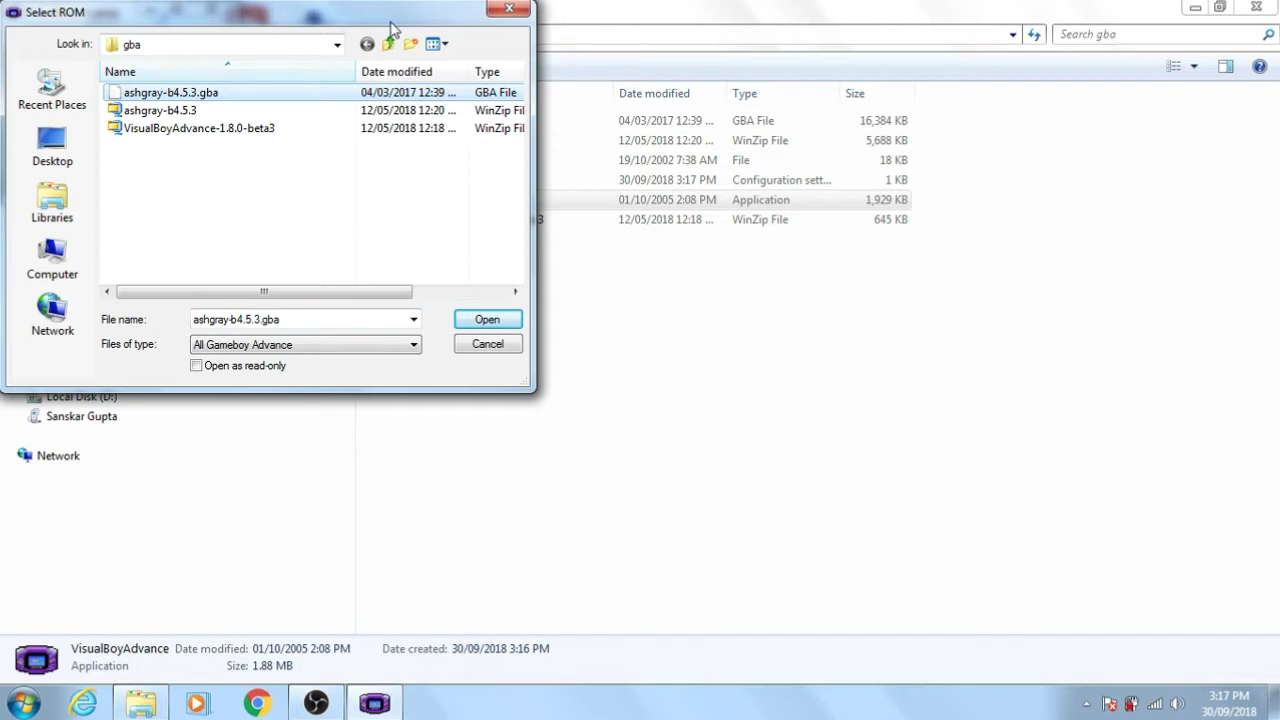 Select ROM
Look in: gba
Search gba
Name Date modified Type
ashgray-b4.5.3.gba 04/03/2017 12:39 ... GBA File
ashgray-b4.5.3 12/05/2018 12:20 ... WinZip Fil
VisualBoyAdvance-1.8.0-beta3 12/05/2018 12:18 ... WinZip Fil
Recent Places
Desktop
Libraries
Computer
Network
File name: ashgray-b4.5.3.gba Open
Files of type: All Gameboy Advance Cancel
Open as read-only
Date modified Type Size
04/03/2017 12:39 ... GBA File 16,384 KB
12/05/2018 12:20 ... WinZip File 5,688 KB
19/10/2002 7:38 AM File 18 KB
30/09/2018 3:17 PM Configuration sett... 1 KB
01/10/2005 2:08 PM Application 1,929 KB
3 12/05/2018 12:18 ... WinZip File 645 KB
Local Disk (D:)
Sanskar Gupta
Network
VisualBoyAdvance Date modified: 01/10/2005 2:08 PM Date created: 30/09/2018 3:16 PM
Application Size: 1.88 MB
3:17 PM
30/09/2018